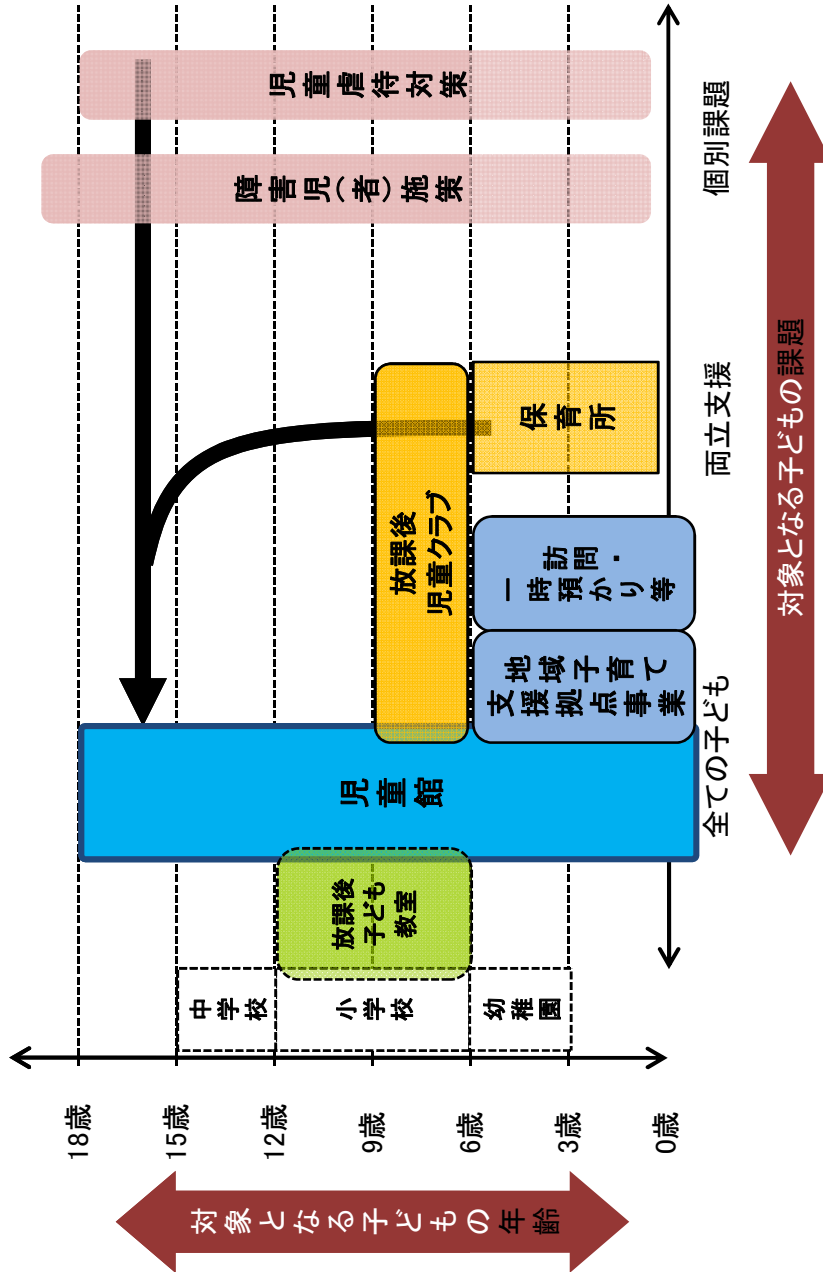 対象となる子どもの年齢
18歳
15歳
12歳
9歳
6歳
3歳
0歳
中学校
小学校
幼稚園
放課後
子ども
教室
児童館
放課後
児童クラブ
地域子育て
支援拠点事業
訪問・
一時預かり等
保育所
障害児(者)施策
児童虐待対策
全ての子ども
両立支援
個別課題
対象となる子どもの課題